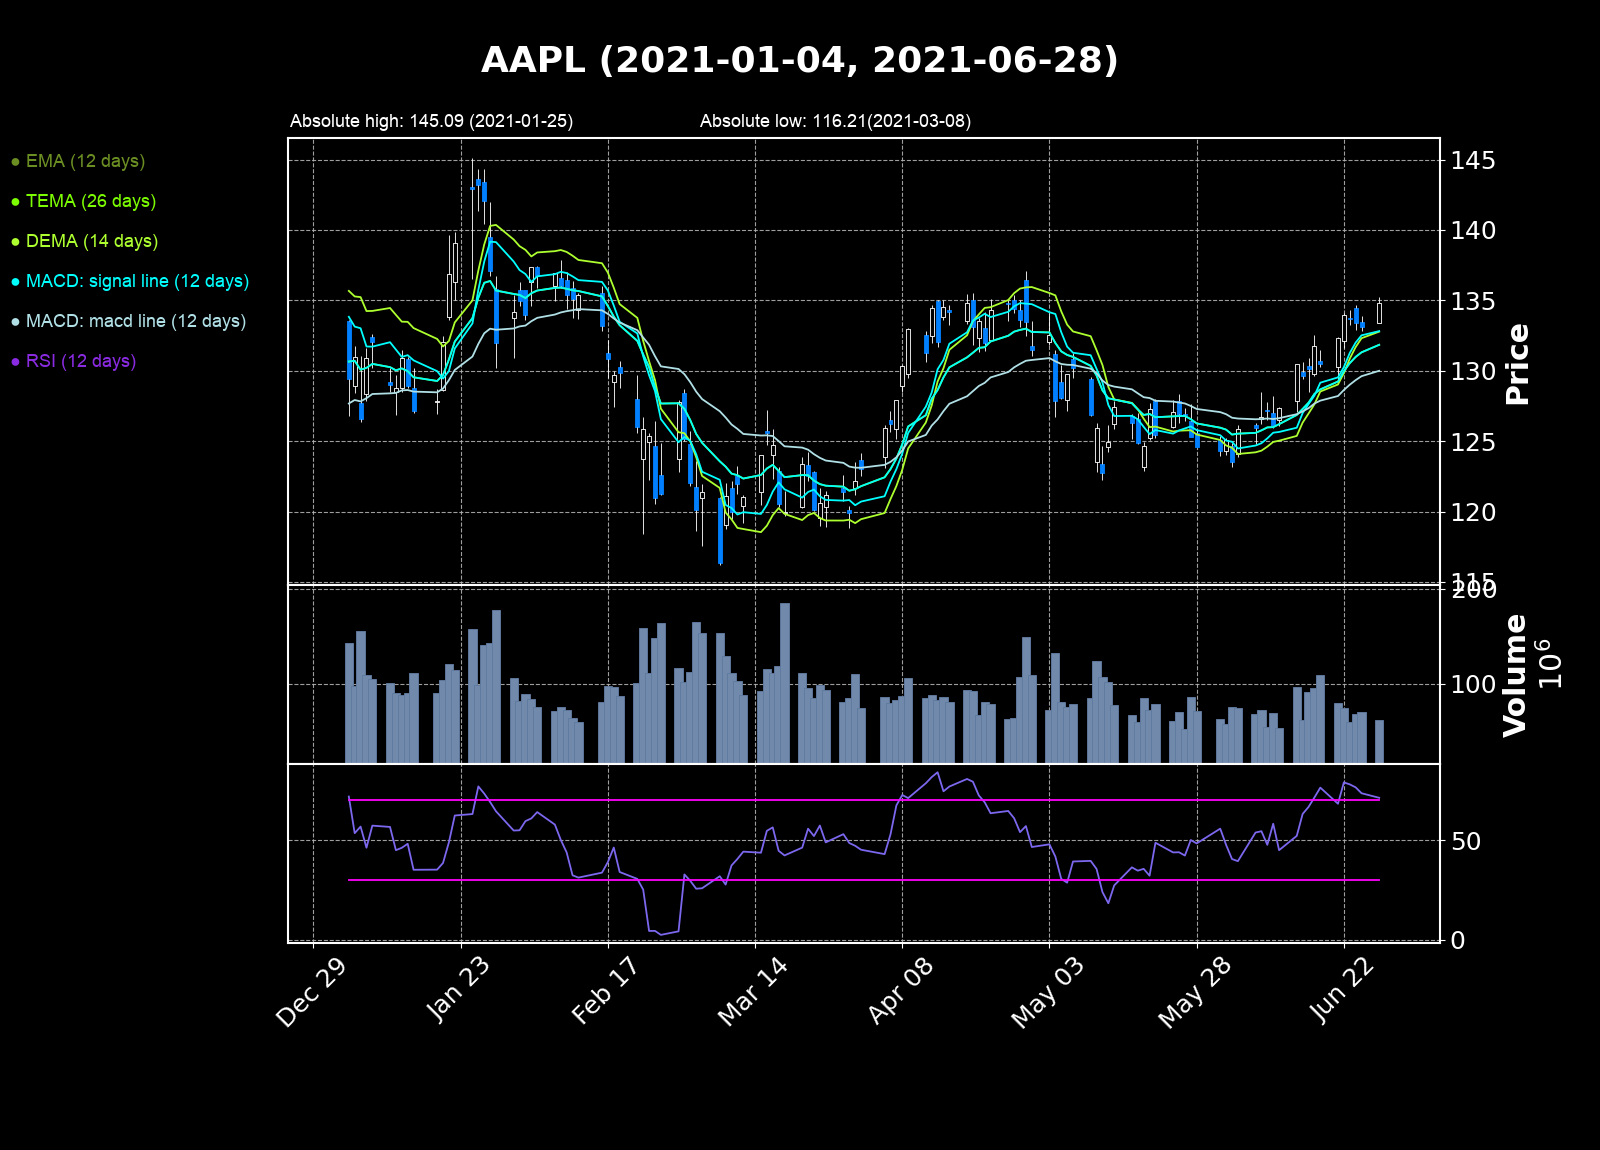 AAPL (2021-01-04, 2021-06-28)
Absolute high: 145.09 (2021-01-25)
Absolute low: 116.21(2021-03-08)
● EMA (12 days)
● TEMA (26 days)
● DEMA (14 days)
● MACD: signal line (12 days)
● MACD: macd line (12 days)
● RSI (12 days)
145
140
135
130
125
120
115
Price
200
100
Volume
10⁶
50
0
Dec 29
Jan 23
Feb 17
Mar 14
Apr 08
May 03
May 28
Jun 22